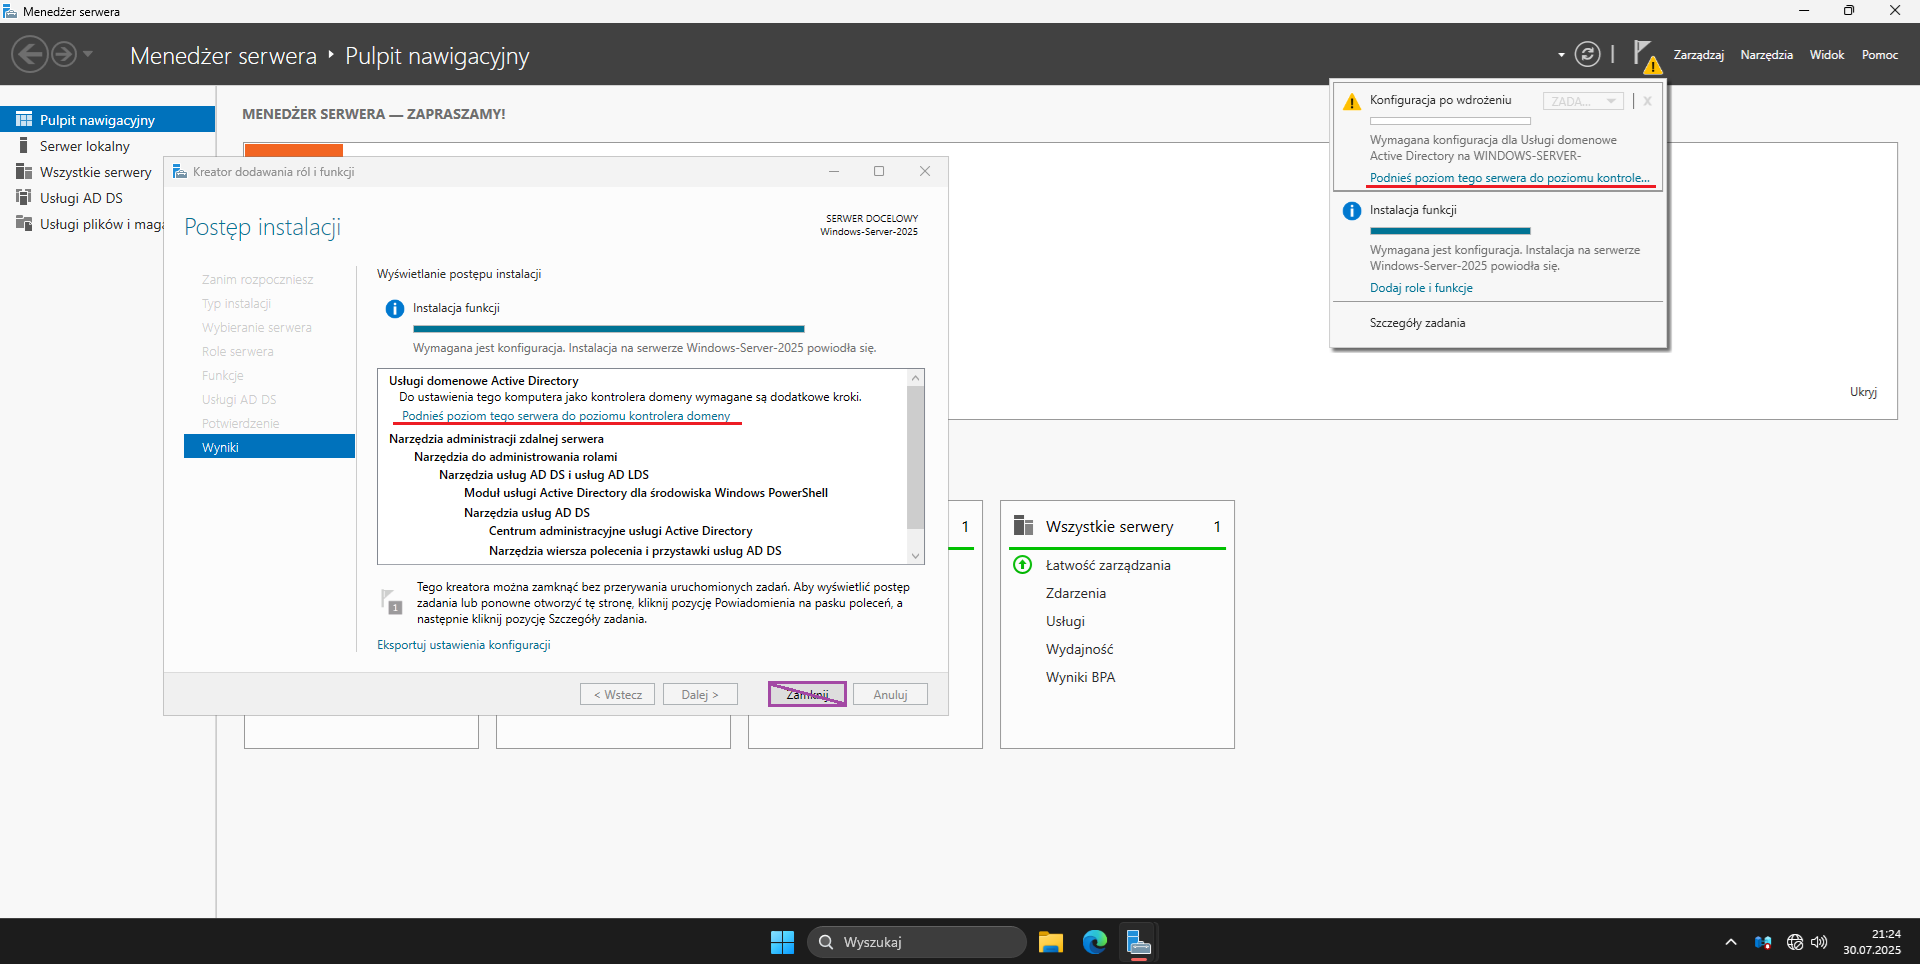 Menedżer serwera
Menedżer serwera ‣ Pulpit nawigacyjny
Zarządzaj
Narzędzia
Widok
Pomoc
Pulpit nawigacyjny
Serwer lokalny
Wszystkie serwery
Usługi AD DS
Usługi plików i maga
MENEDŻER SERWERA — ZAPRASZAMY!
Kreator dodawania ról i funkcji
Postęp instalacji
SERWER DOCELOWY
Windows-Server-2025
Zanim rozpoczniesz
Typ instalacji
Wybieranie serwera
Role serwera
Funkcje
Usługi AD DS
Potwierdzenie
Wyniki
Wyświetlanie postępu instalacji
Instalacja funkcji
Wymagana jest konfiguracja. Instalacja na serwerze Windows-Server-2025 powiodła się.
Usługi domenowe Active Directory
Do ustawienia tego komputera jako kontrolera domeny wymagane są dodatkowe kroki.
Podnieś poziom tego serwera do poziomu kontrolera domeny
Narzędzia administracji zdalnej serwera
Narzędzia do administrowania rolami
Narzędzia usług AD DS i usług AD LDS
Moduł usługi Active Directory dla środowiska Windows PowerShell
Narzędzia usług AD DS
Centrum administracyjne usługi Active Directory
Narzędzia wiersza polecenia i przystawki usług AD DS
1
Tego kreatora można zamknąć bez przerywania uruchomionych zadań. Aby wyświetlić postęp
zadania lub ponowne otworzyć tę stronę, kliknij pozycję Powiadomienia na pasku poleceń, a
następnie kliknij pozycję Szczegóły zadania.
Eksportuj ustawienia konfiguracji
< Wstecz
Dalej >
Zamknij
Anuluj
Konfiguracja po wdrożeniu
ZADA...
X
Wymagana konfiguracja dla Usługi domenowe
Active Directory na WINDOWS-SERVER-
Podnieś poziom tego serwera do poziomu kontrole...
Instalacja funkcji
Wymagana jest konfiguracja. Instalacja na serwerze
Windows-Server-2025 powiodła się.
Dodaj role i funkcje
Szczegóły zadania
Ukryj
1
Wszystkie serwery 1
Łatwość zarządzania
Zdarzenia
Usługi
Wydajność
Wyniki BPA
Wyszukaj
21:24
30.07.2025